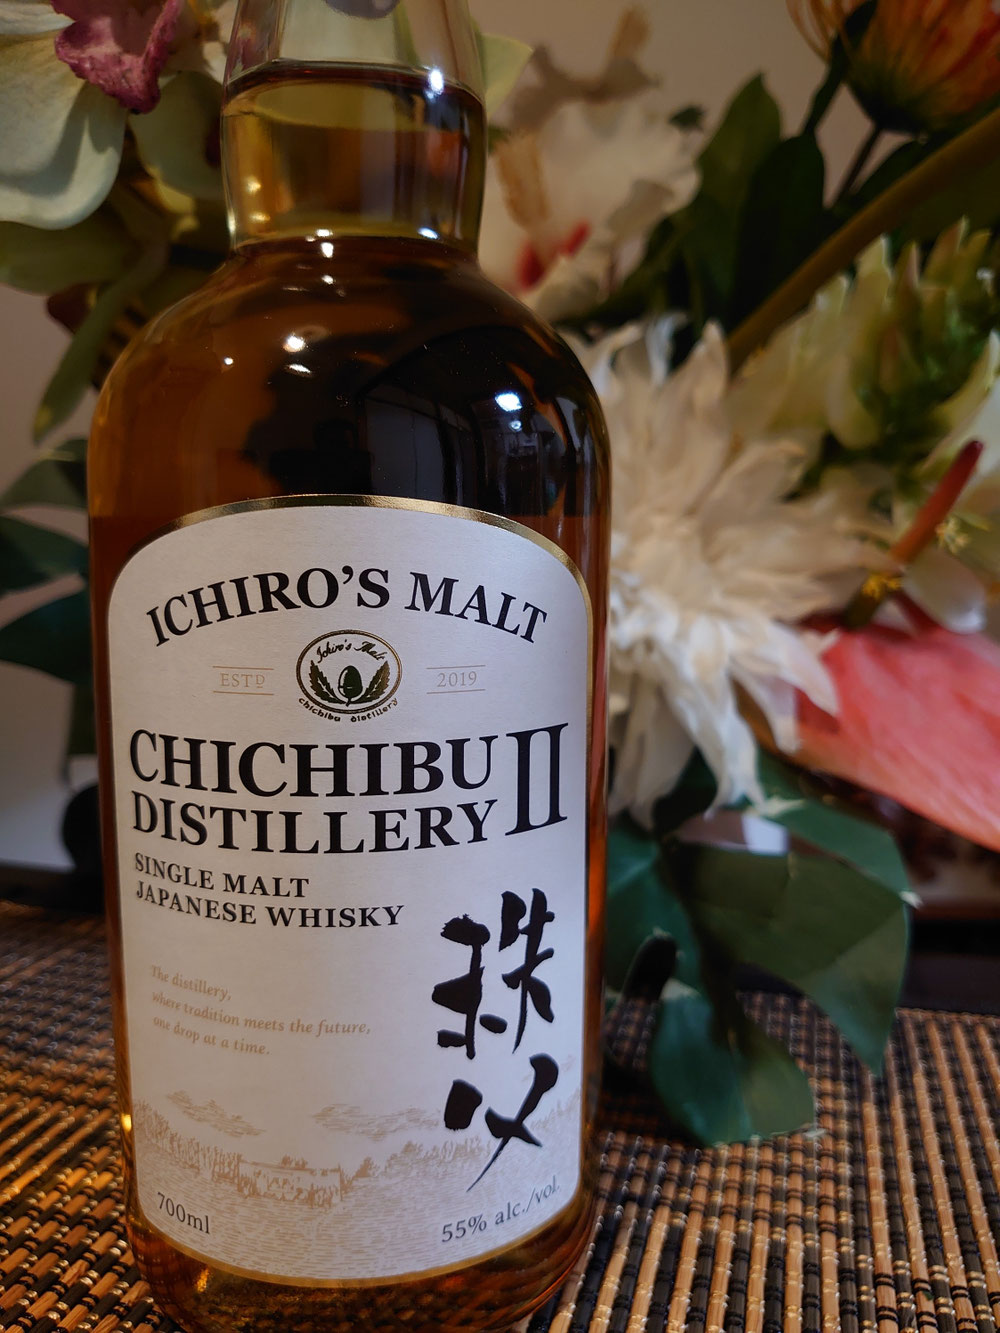 ICHIRO'S MALT
Ichiro's Malt
chichibu distillery
ESTD 2019
CHICHIBU
DISTILLERY II
SINGLE MALT
JAPANESE WHISKY
秩父
The distillery,
where tradition meets the future,
one drop at a time.
700ml
55% alc./vol.